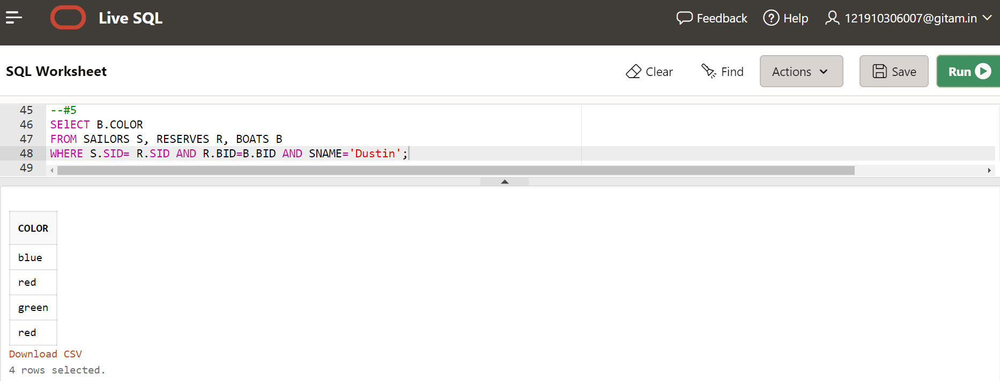 Live SQL
Feedback
Help
121910306007@gitam.in
SQL Worksheet
Clear
Find
Actions
Save
Run
45 --#5
46 SElECT B.COLOR
47 FROM SAILORS S, RESERVES R, BOATS B
48 WHERE S.SID= R.SID AND R.BID=B.BID AND SNAME='Dustin';
49
COLOR
blue
red
green
red
Download CSV
4 rows selected.